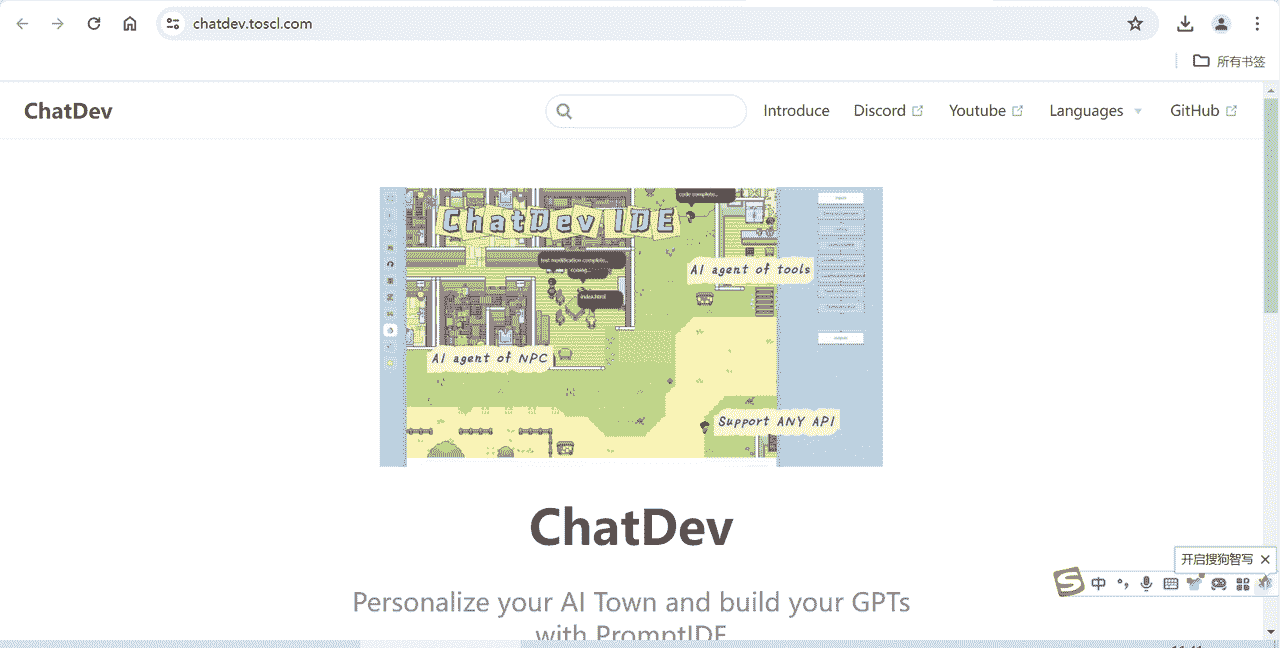 chatdev.toscl.com
所有书签
ChatDev
Introduce
Discord
Youtube
Languages
GitHub
code complete...
ChatDev IDE
text modification complete...
coding...
AI agent of tools
index.html
AI agent of NPC
Support ANY API
ChatDev
开启搜狗智写
中
Personalize your AI Town and build your GPTs
with PromptIDE